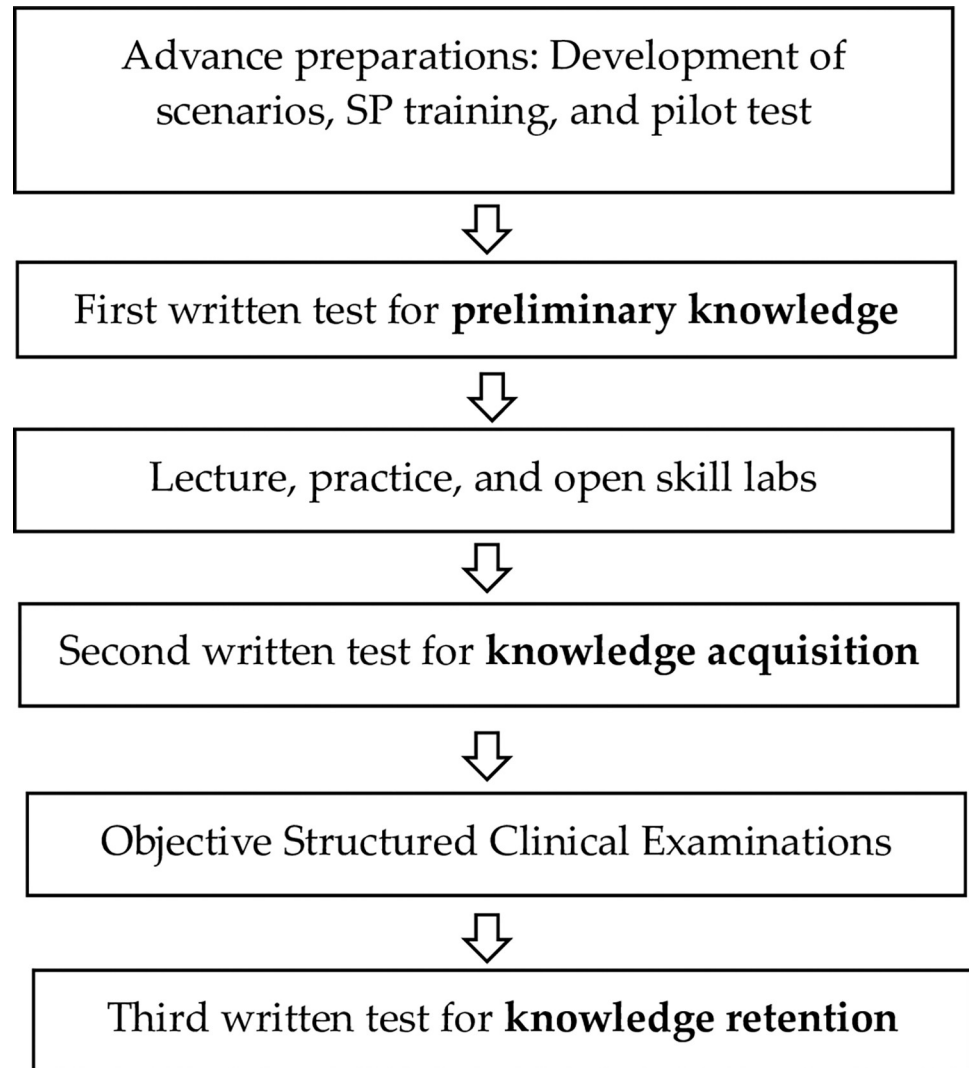 Advance preparations: Development of
scenarios, SP training, and pilot test
First written test for preliminary knowledge
Lecture, practice, and open skill labs
Second written test for knowledge acquisition
Objective Structured Clinical Examinations
Third written test for knowledge retention